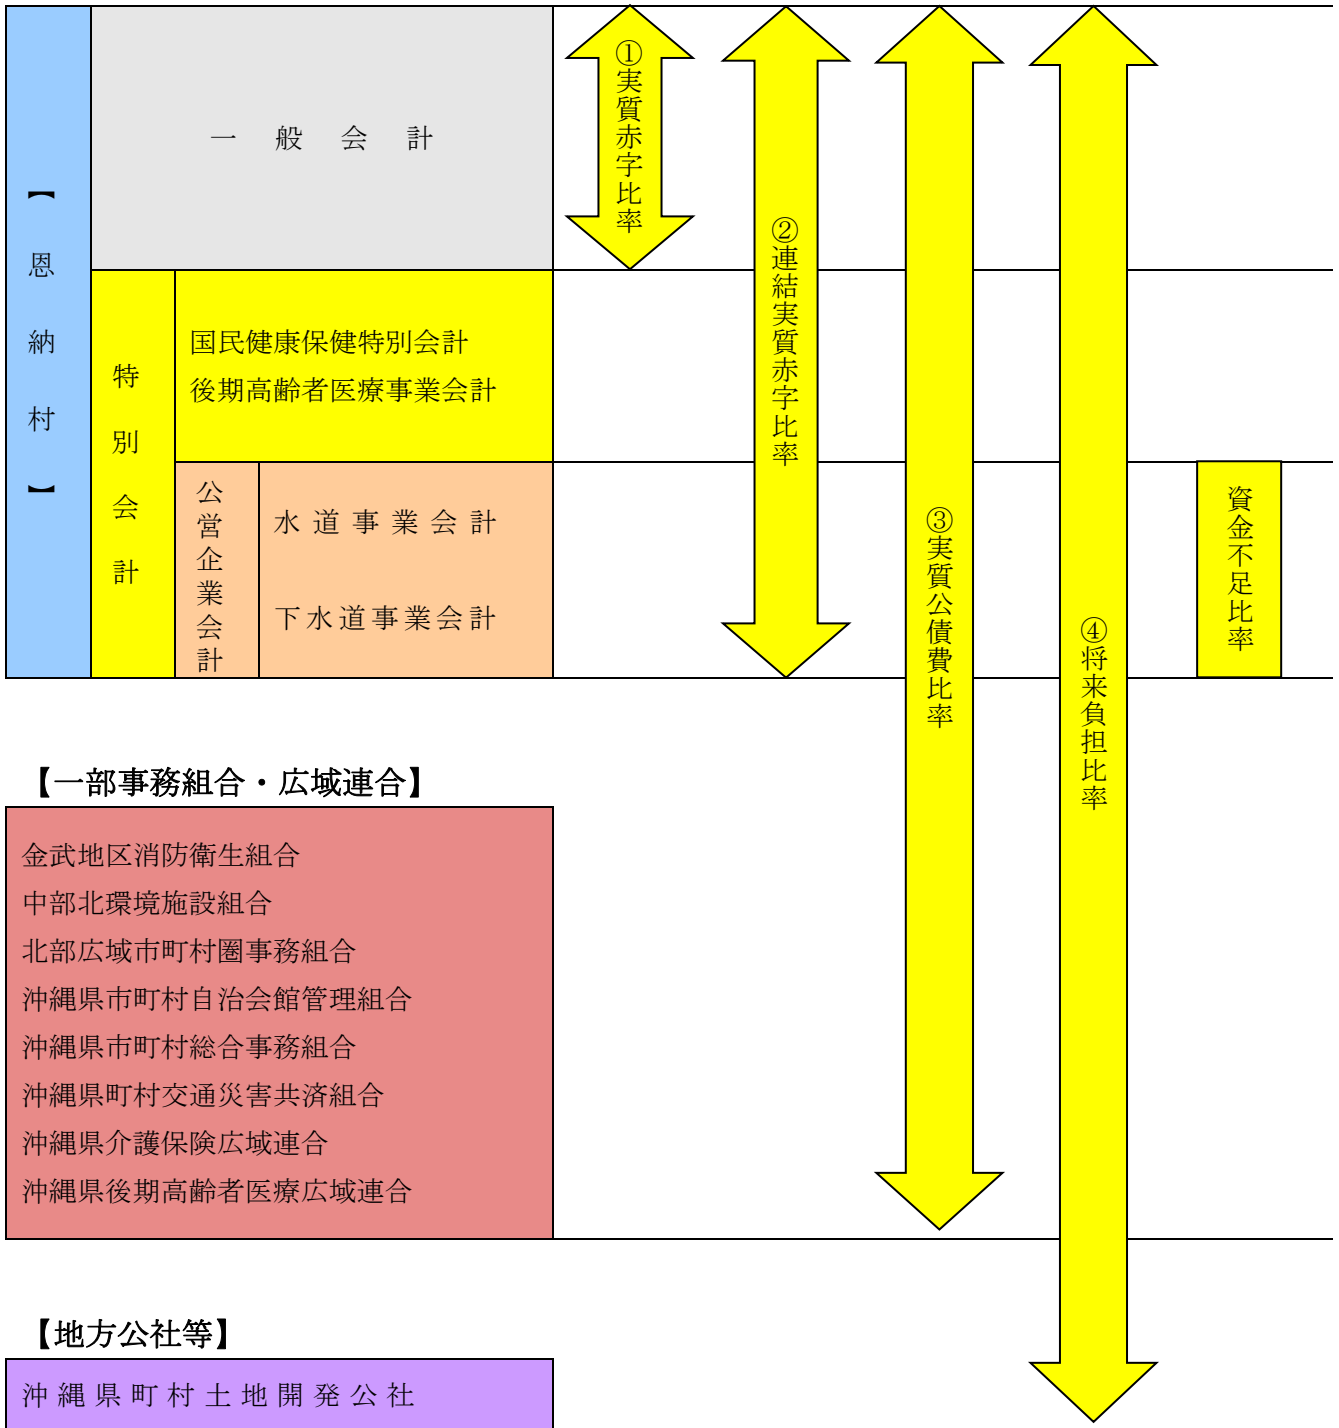 【恩納村】
一般会計
特別会計
国民健康保健特別会計
後期高齢者医療事業会計
公営企業会計
水道事業会計
下水道事業会計
①実質赤字比率
②連結実質赤字比率
③実質公債費比率
④将来負担比率
資金不足比率
【一部事務組合・広域連合】
金武地区消防衛生組合
中部北環境施設組合
北部広域市町村圏事務組合
沖縄県市町村自治会館管理組合
沖縄県市町村総合事務組合
沖縄県町村交通災害共済組合
沖縄県介護保険広域連合
沖縄県後期高齢者医療広域連合
【地方公社等】
沖縄県町村土地開発公社